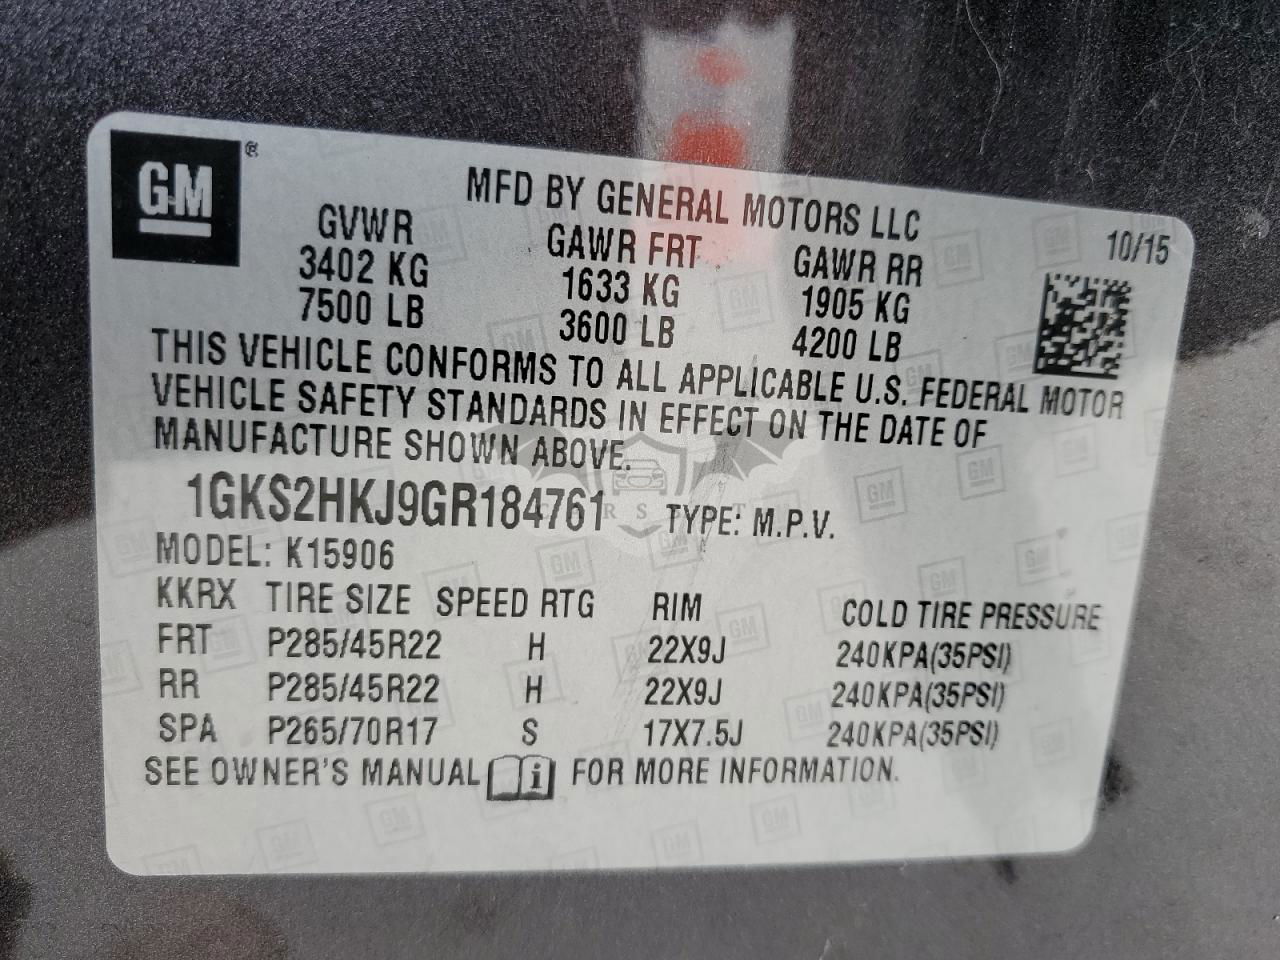 GM®
MFD BY GENERAL MOTORS LLC
10/15
GVWR GAWR FRT GAWR RR
3402 KG 1633 KG 1905 KG
7500 LB 3600 LB 4200 LB
THIS VEHICLE CONFORMS TO ALL APPLICABLE U.S. FEDERAL MOTOR
VEHICLE SAFETY STANDARDS IN EFFECT ON THE DATE OF
MANUFACTURE SHOWN ABOVE.
1GKS2HKJ9GR184761 TYPE: M.P.V.
MODEL: K15906
KKRX TIRE SIZE SPEED RTG RIM COLD TIRE PRESSURE
FRT P285/45R22 H 22X9J 240KPA(35PSI)
RR P285/45R22 H 22X9J 240KPA(35PSI)
SPA P265/70R17 S 17X7.5J 240KPA(35PSI)
SEE OWNER'S MANUAL i FOR MORE INFORMATION.